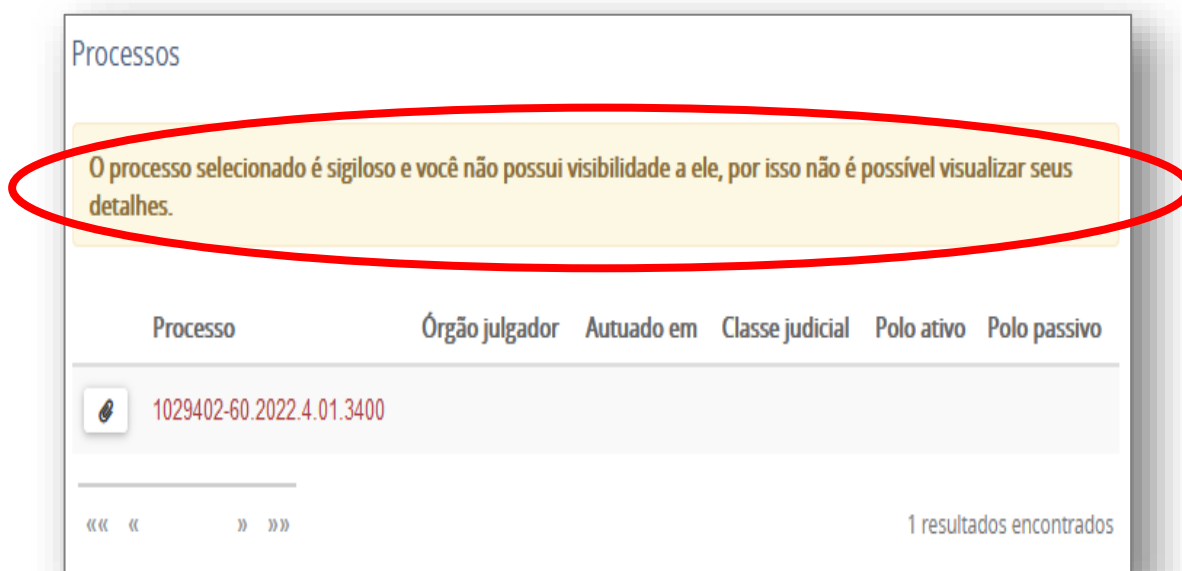 Processos
O processo selecionado é sigiloso e você não possui visibilidade a ele, por isso não é possível visualizar seus
detalhes.
Processo Órgão julgador Autuado em Classe judicial Polo ativo Polo passivo
1029402-60.2022.4.01.3400
«« « » »» 1 resultados encontrados